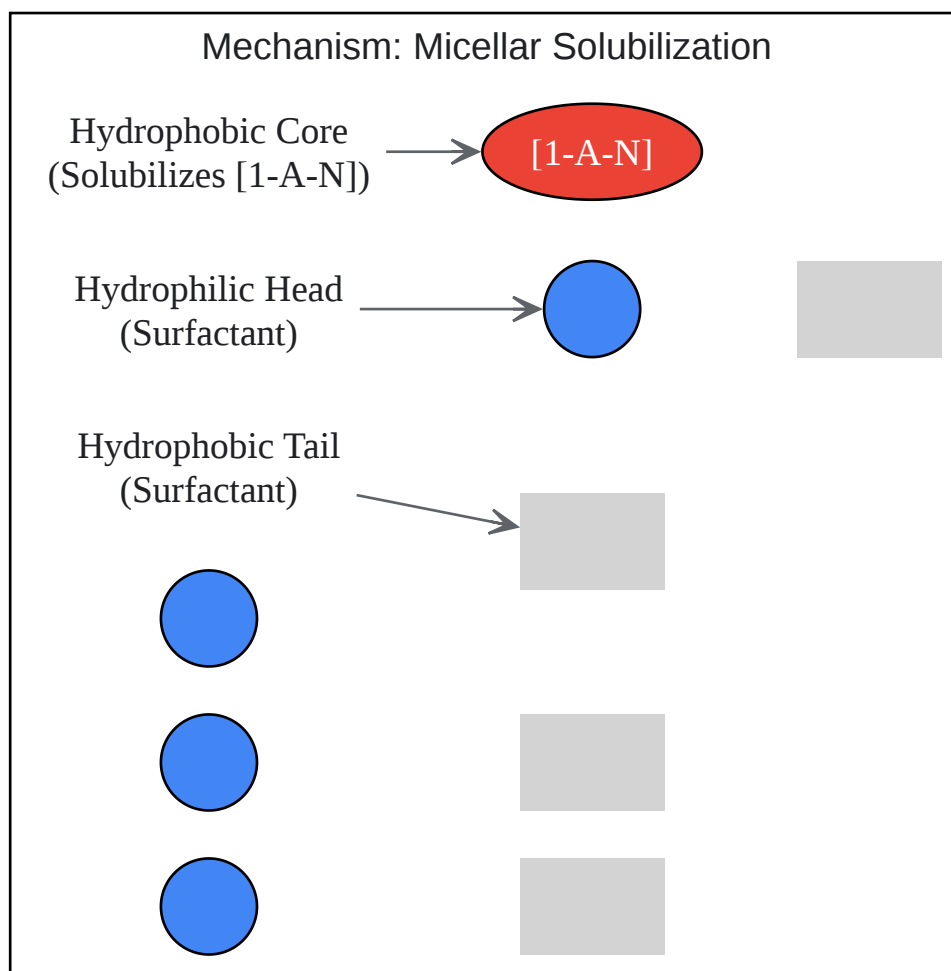 Mechanism: Micellar Solubilization
Hydrophobic Core
(Solubilizes [1-A-N])
[1-A-N]
Hydrophilic Head
(Surfactant)
Hydrophobic Tail
(Surfactant)